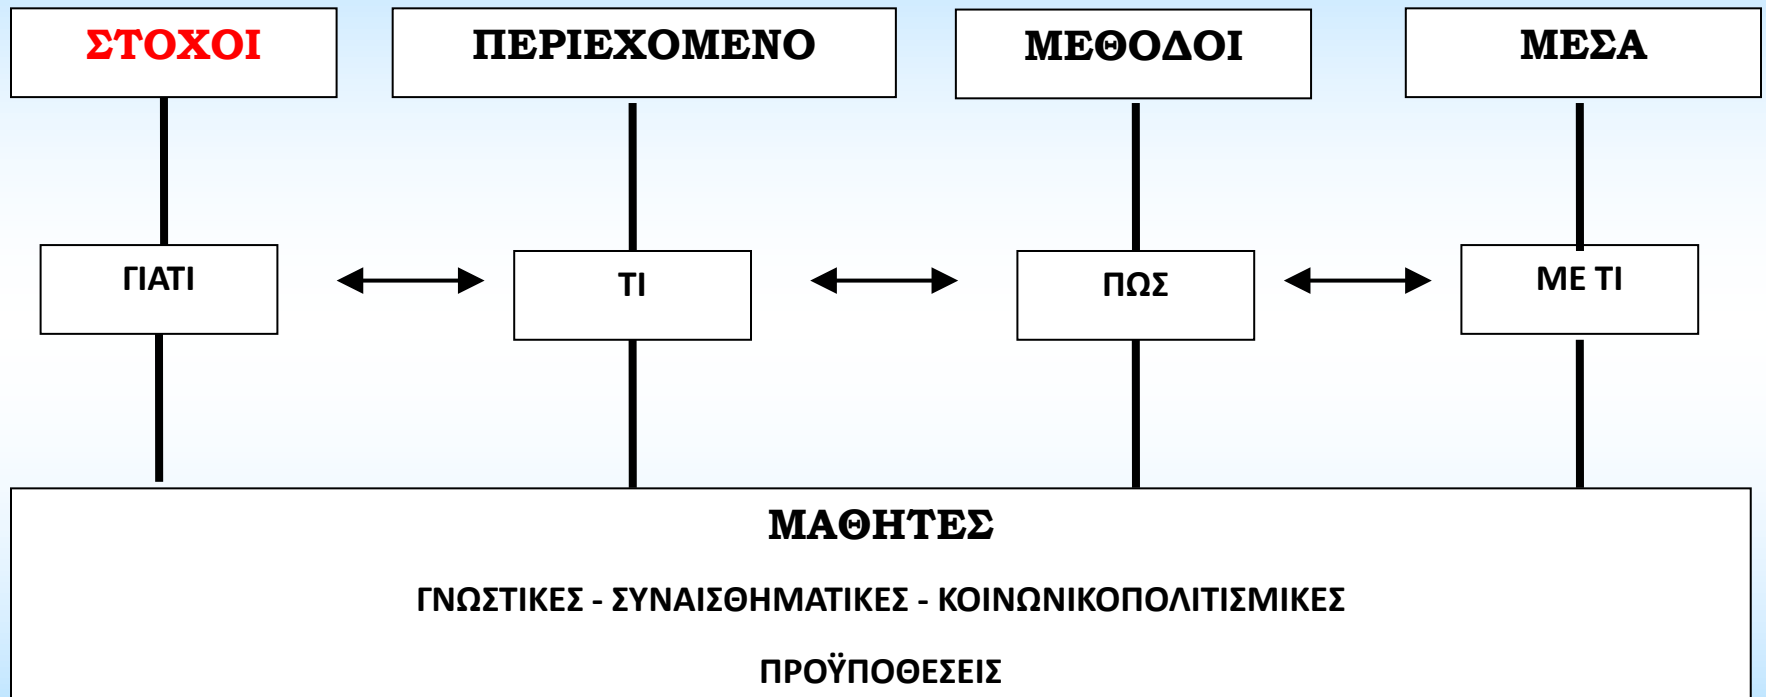 ΣΤΟΧΟΙ ΠΕΡΙΕΧΟΜΕΝΟ ΜΕΘΟΔΟΙ ΜΕΣΑ
ΓΙΑΤΙ ΤΙ ΠΩΣ ΜΕ ΤΙ
ΜΑΘΗΤΕΣ
ΓΝΩΣΤΙΚΕΣ - ΣΥΝΑΙΣΘΗΜΑΤΙΚΕΣ - ΚΟΙΝΩΝΙΚΟΠΟΛΙΤΙΣΜΙΚΕΣ
ΠΡΟΫΠΟΘΕΣΕΙΣ